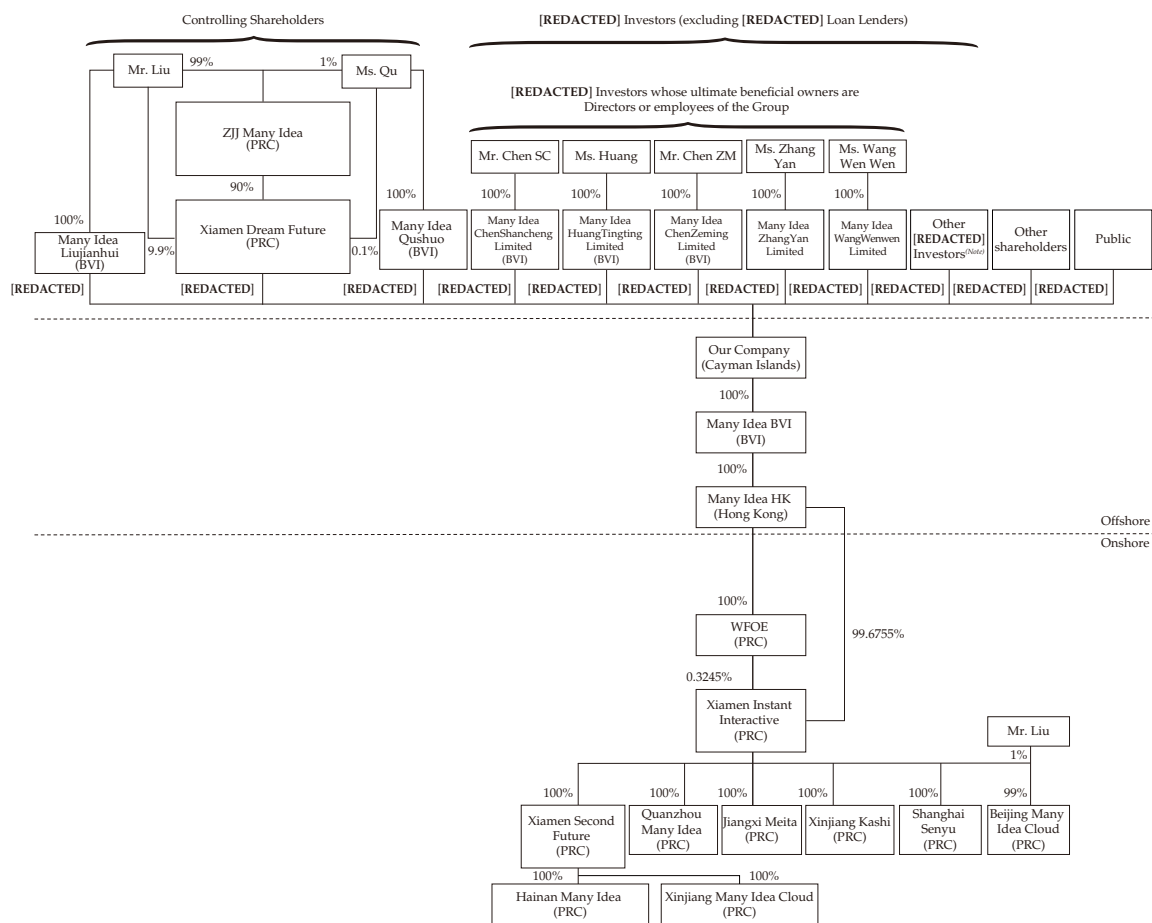 Controlling Shareholders
[REDACTED] Investors (excluding [REDACTED] Loan Lenders)
Mr. Liu
99%
1%
Ms. Qu
[REDACTED] Investors whose ultimate beneficial owners are
Directors or employees of the Group
ZJJ Many Idea
(PRC)
Mr. Chen SC
Ms. Huang
Mr. Chen ZM
Ms. Zhang
Yan
Ms. Wang
Wen Wen
90%
100%
100%
100%
100%
100%
100%
100%
Many Idea
Liujianhui
(BVI)
9.9%
Xiamen Dream Future
(PRC)
0.1%
Many Idea
Qushuo
(BVI)
Many Idea
ChenShancheng
Limited
(BVI)
Many Idea
HuangTingting
Limited
(BVI)
Many Idea
ChenZeming
Limited
(BVI)
Many Idea
ZhangYan
Limited
Many Idea
WangWenwen
Limited
Other
[REDACTED]
Investors(Note)
Other
shareholders
Public
[REDACTED]
[REDACTED]
[REDACTED]
[REDACTED]
[REDACTED]
[REDACTED]
[REDACTED]
[REDACTED]
[REDACTED]
[REDACTED]
[REDACTED]
Our Company
(Cayman Islands)
100%
Many Idea BVI
(BVI)
100%
Many Idea HK
(Hong Kong)
Offshore
Onshore
100%
WFOE
(PRC)
99.6755%
0.3245%
Xiamen Instant
Interactive
(PRC)
Mr. Liu
1%
100%
100%
100%
100%
100%
99%
Xiamen Second
Future
(PRC)
Quanzhou
Many Idea
(PRC)
Jiangxi Meita
(PRC)
Xinjiang Kashi
(PRC)
Shanghai
Senyu
(PRC)
Beijing Many
Idea Cloud
(PRC)
100%
100%
Hainan Many Idea
(PRC)
Xinjiang Many Idea Cloud
(PRC)